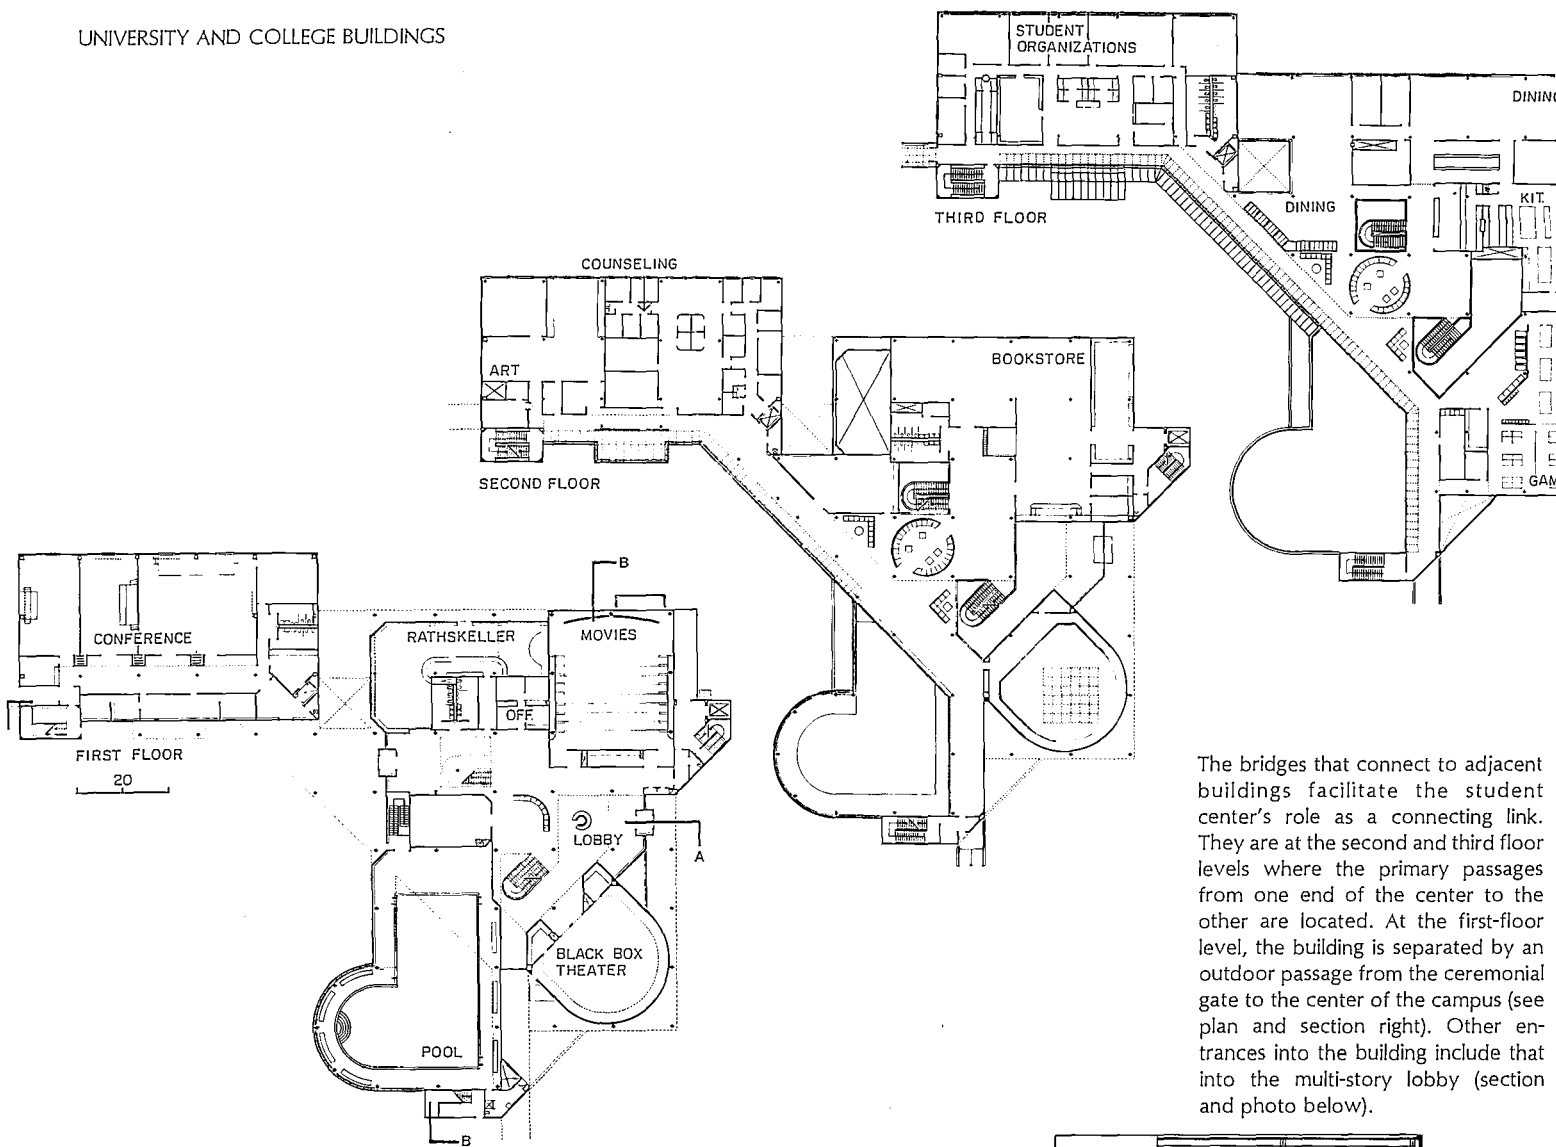 UNIVERSITY AND COLLEGE BUILDINGS
STUDENT
ORGANIZATIONS
DINING
DINING
KIT.
THIRD FLOOR
GAM
COUNSELING
ART
BOOKSTORE
SECOND FLOOR
B
CONFERENCE
RATHSKELLER
MOVIES
OFF.
FIRST FLOOR
20
LOBBY
A
BLACK BOX
THEATER
POOL
B
The bridges that connect to adjacent
buildings facilitate the student
center's role as a connecting link.
They are at the second and third floor
levels where the primary passages
from one end of the center to the
other are located. At the first-floor
level, the building is separated by an
outdoor passage from the ceremonial
gate to the center of the campus (see
plan and section right). Other en-
trances into the building include that
into the multi-story lobby (section
and photo below).